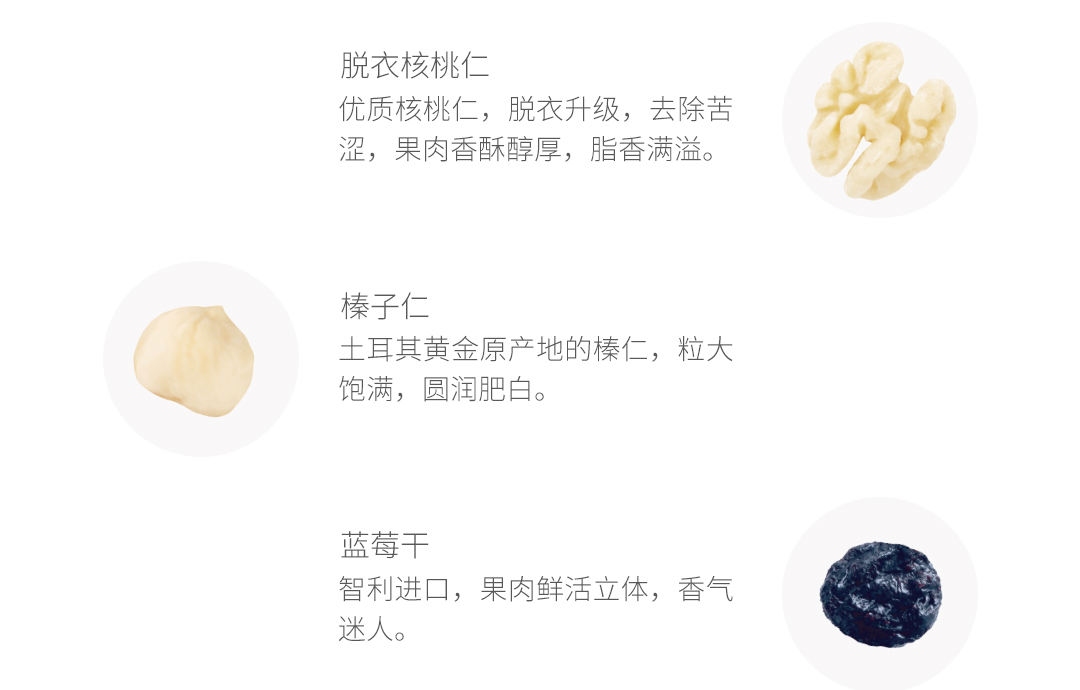 脱衣核桃仁
优质核桃仁，脱衣升级，去除苦
涩，果肉香酥醇厚，脂香满溢。
榛子仁
土耳其黄金原产地的榛仁，粒大
饱满，圆润肥白。
蓝莓干
智利进口，果肉鲜活立体，香气
迷人。